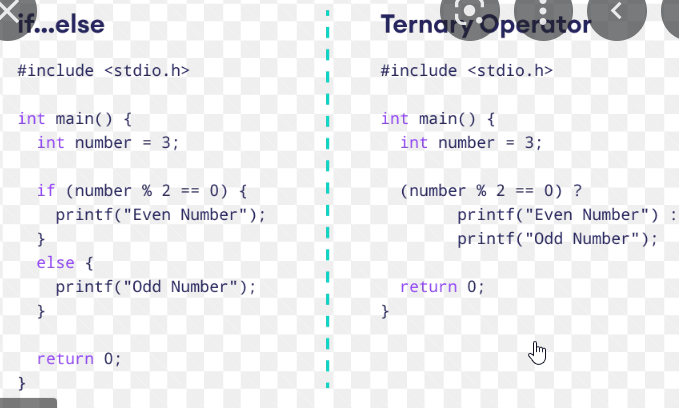 if...else
#include <stdio.h>
int main() {
int number = 3;
if (number % 2 == 0) {
printf("Even Number");
}
else {
printf("Odd Number");
}
return 0;
}
Ternary Operator
#include <stdio.h>
int main() {
int number = 3;
(number % 2 == 0) ?
printf("Even Number") :
printf("Odd Number");
return 0;
}